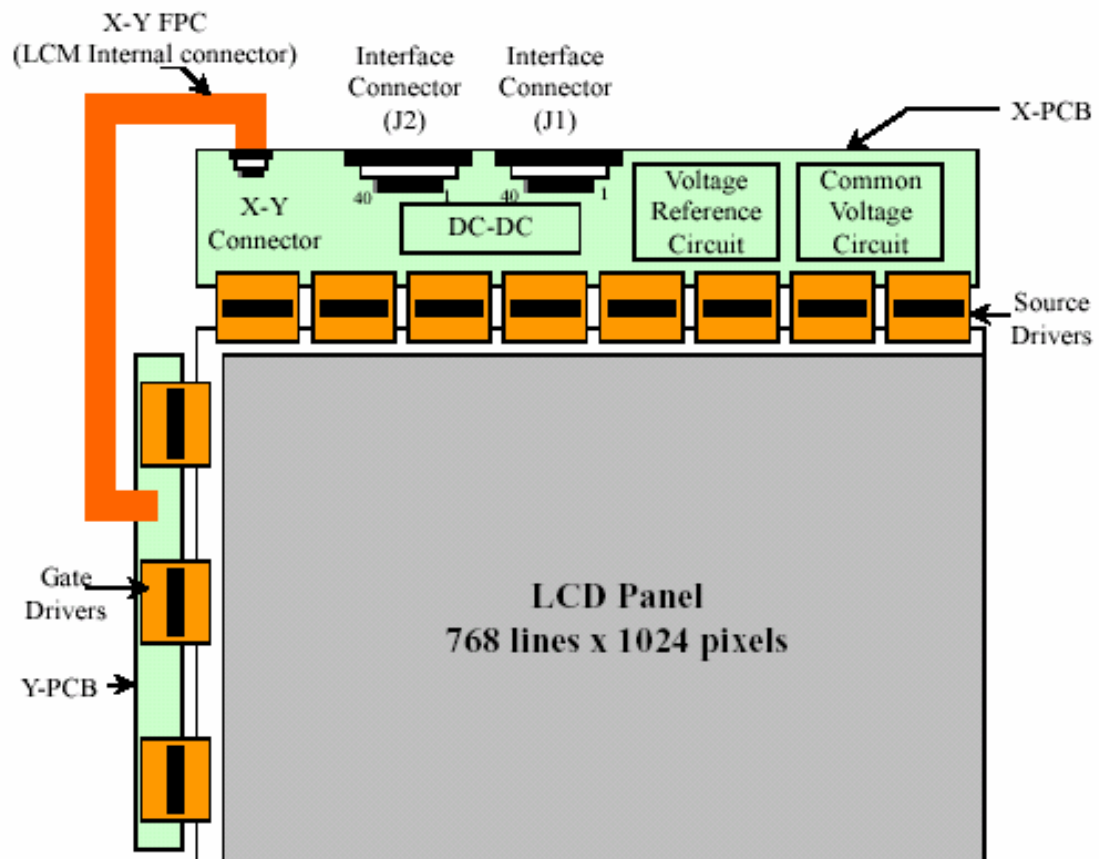 X-Y FPC
(LCM Internal connector)
Interface
Connector
(J2)
Interface
Connector
(J1)
X-PCB
X-Y
Connector
40
1
40
1
DC-DC
Voltage
Reference
Circuit
Common
Voltage
Circuit
Source
Drivers
Gate
Drivers
Y-PCB
LCD Panel
768 lines x 1024 pixels